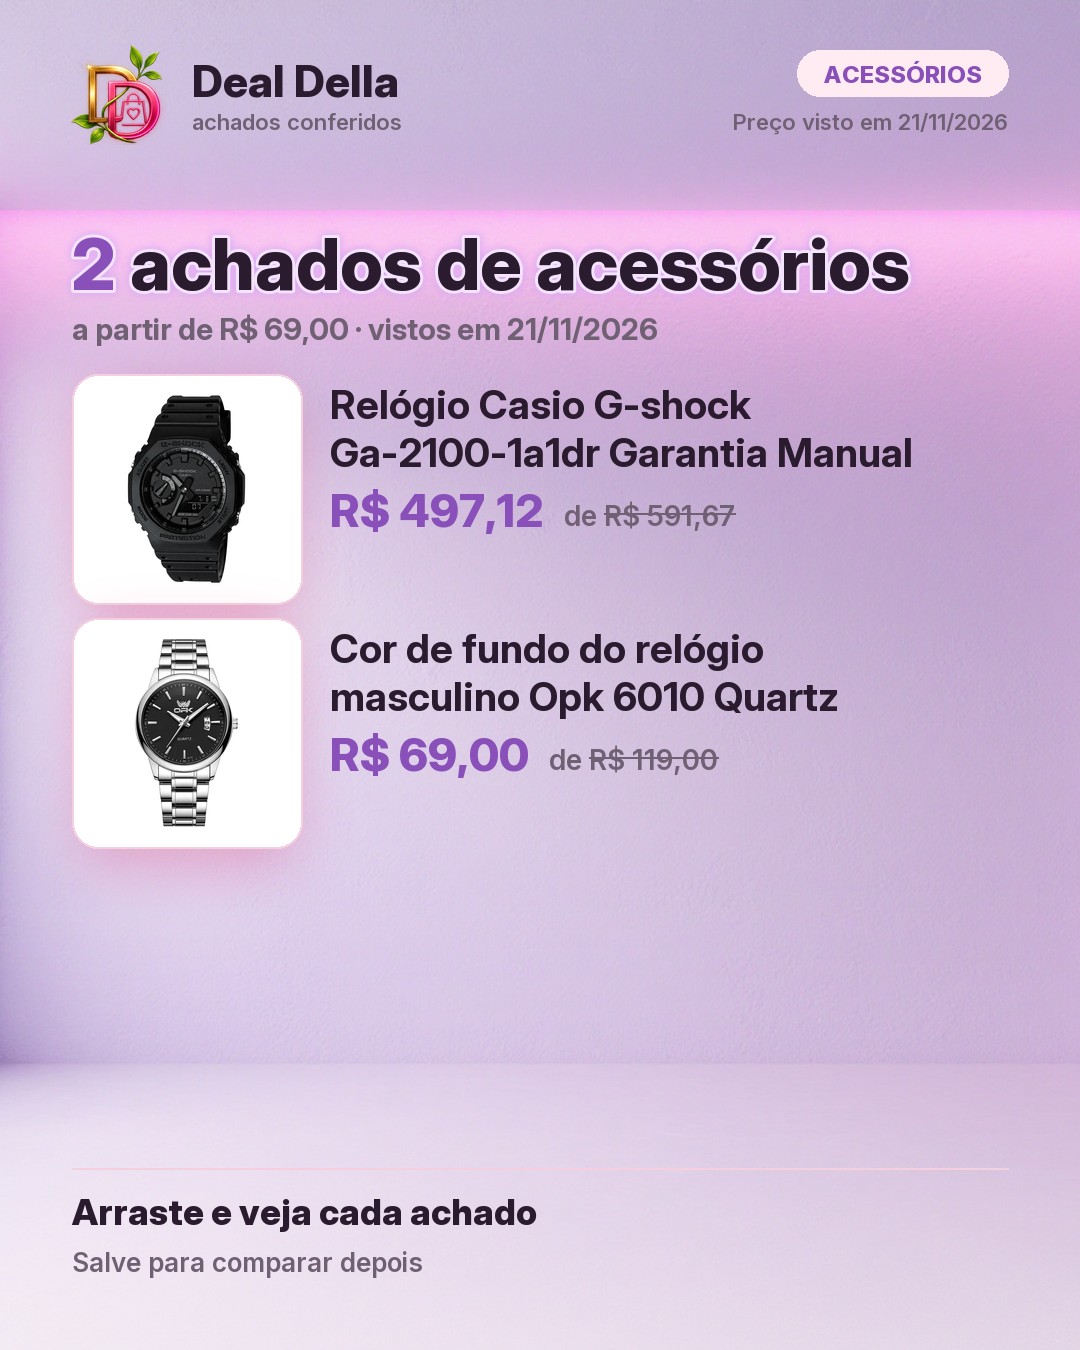 Deal Della
achados conferidos
ACESSÓRIOS
Preço visto em 21/11/2026
2 achados de acessórios
a partir de R$ 69,00 · vistos em 21/11/2026
Relógio Casio G-shock
Ga-2100-1a1dr Garantia Manual
R$ 497,12 de R$ 591,67
Cor de fundo do relógio
masculino Opk 6010 Quartz
R$ 69,00 de R$ 119,00
Arraste e veja cada achado
Salve para comparar depois